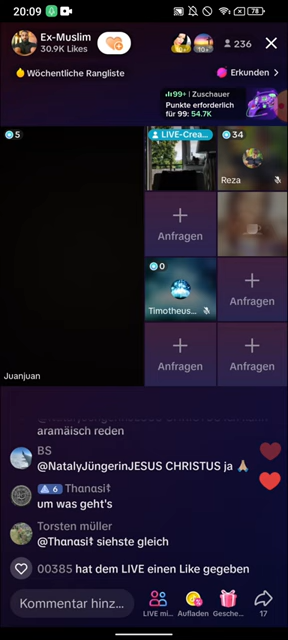 20:09
78
Ex-Muslim
30.9K Likes
10+
10+
236
Wöchentliche Rangliste
Erkunden
99+ | Zuschauer
Punkte erforderlich
für 99: 54.7K
5
LIVE-Crea...
34
Reza
Anfragen
Anfragen
0
Timotheus...
Anfragen
Anfragen
Anfragen
Juanjuan
aramäisch reden
BS
@NatalyJüngerinJESUS CHRISTUS ja 🙏🏼
6 Thanasi☦
um was geht's
Torsten müller
@Thanasi☦ siehste gleich
00385 hat dem LIVE einen Like gegeben
Kommentar hinz...
LIVE mi...
Aufladen
Gesche...
17